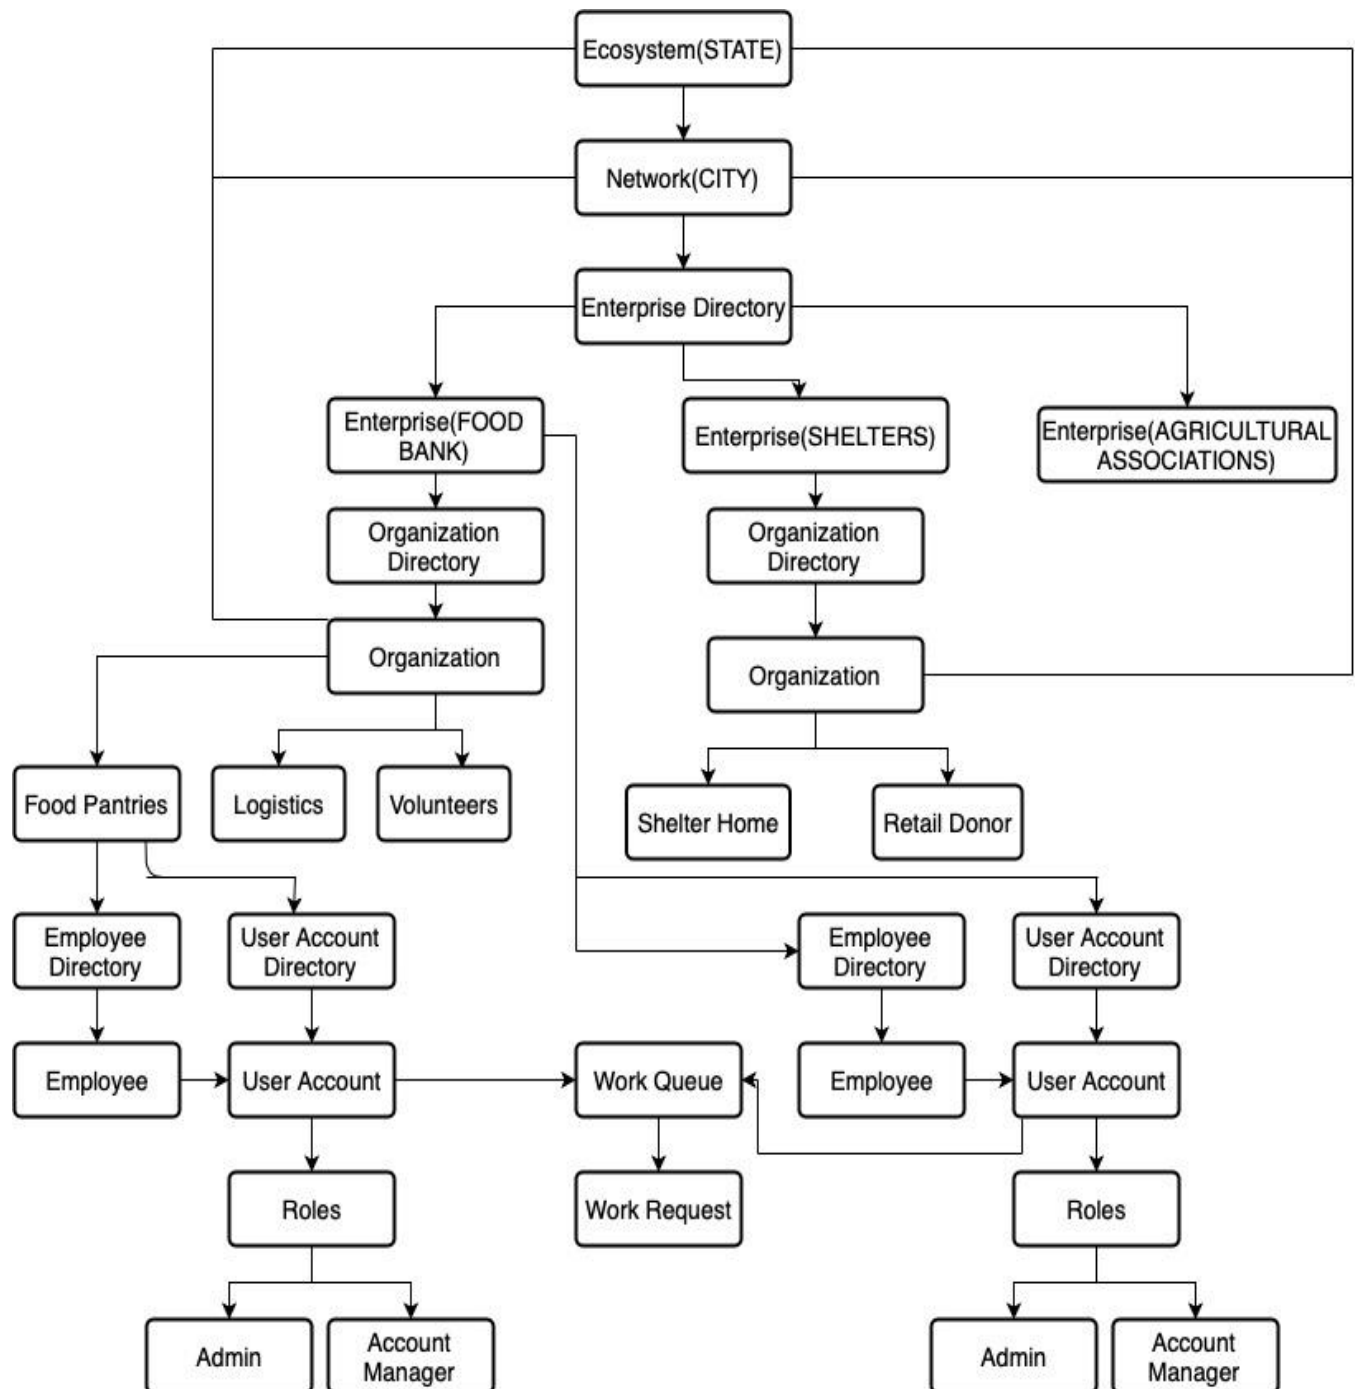 Ecosystem(STATE)
Network(CITY)
Enterprise Directory
Enterprise(FOOD
BANK)
Enterprise(SHELTERS)
Enterprise(AGRICULTURAL
ASSOCIATIONS)
Organization
Directory
Organization
Directory
Organization
Organization
Food Pantries
Logistics
Volunteers
Shelter Home
Retail Donor
Employee
Directory
User Account
Directory
Employee
Directory
User Account
Directory
Employee
User Account
Work Queue
Employee
User Account
Roles
Work Request
Roles
Admin
Account
Manager
Admin
Account
Manager